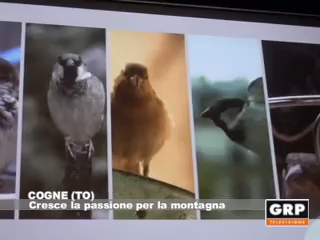 COGNE (TO)
Cresce la passione per la montagna
GRP
TELEVISIONE